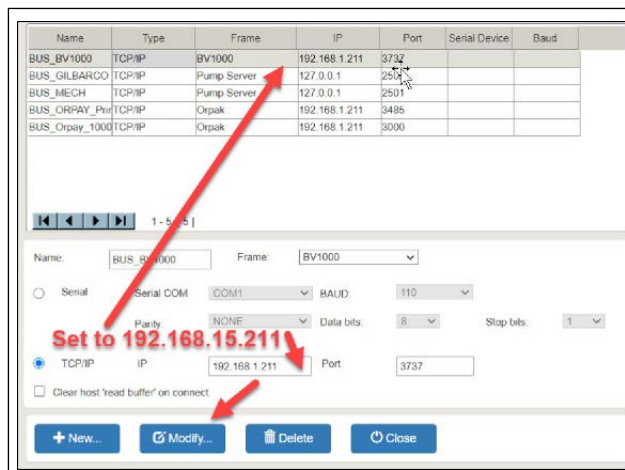 Name Type Frame IP Port Serial Device Baud
BUS_BV1000 TCP/IP BV1000 192.168.1.211 3737
BUS_GILBARCO TCP/IP Pump Server 127.0.0.1
BUS_MECH TCP/IP Pump Server 127.0.0.1 2501
BUS_ORPAY_Prir TCP/IP Orpak 192.168.1.211 3485
BUS_Orpay_1000 TCP/IP Orpak 192.168.1.211 3000
Name: Frame: BV1000
Serial Serial COM COM1 BAUD: 110
Parity: NONE Data bits: 8 Stop bits: 1
Set to 192.168.15.211
TCP/IP IP 192.168.1.211 Port 3737
Clear host 'read buffer' on connect
New... Modify... Delete Close